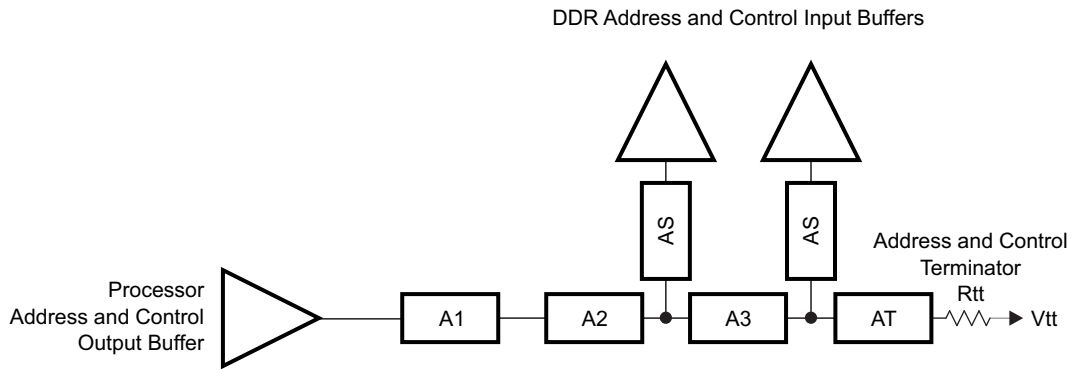 DDR Address and Control Input Buffers
AS
AS
Address and Control
Terminator
Rtt
Processor
Address and Control
Output Buffer
A1
A2
A3
AT
Vtt